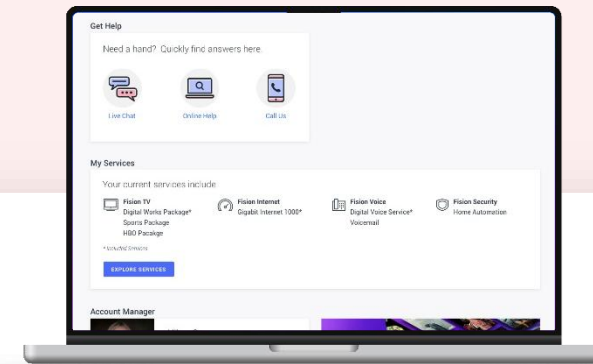 Get Help
Need a hand? Quickly find answers here.
Live Chat
Online Help
Call Us
My Services
Your current services include
Fision TV
Digital Works Package*
Sports Package
HBO Pacakge
Fision Internet
Gigabit Internet 1000*
Fision Voice
Digital Voice Service*
Voicemail
Fision Security
Home Automation
* Included Services
EXPLORE SERVICES
Account Manager